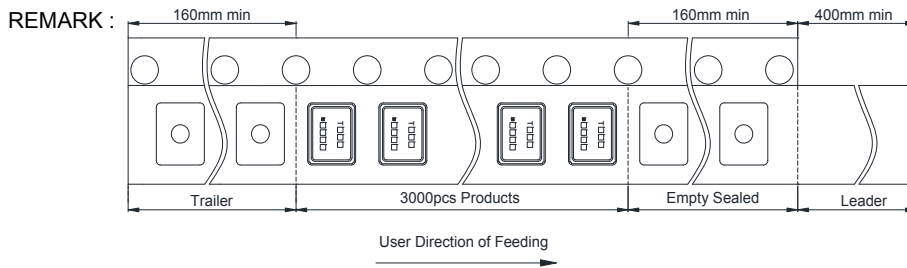 REMARK :
160mm min 160mm min 400mm min
■□□□□ T□□□ ■□□□□ T□□□ ■□□□□ T□□□ ■□□□□ T□□□
Trailer 3000pcs Products Empty Sealed Leader
User Direction of Feeding